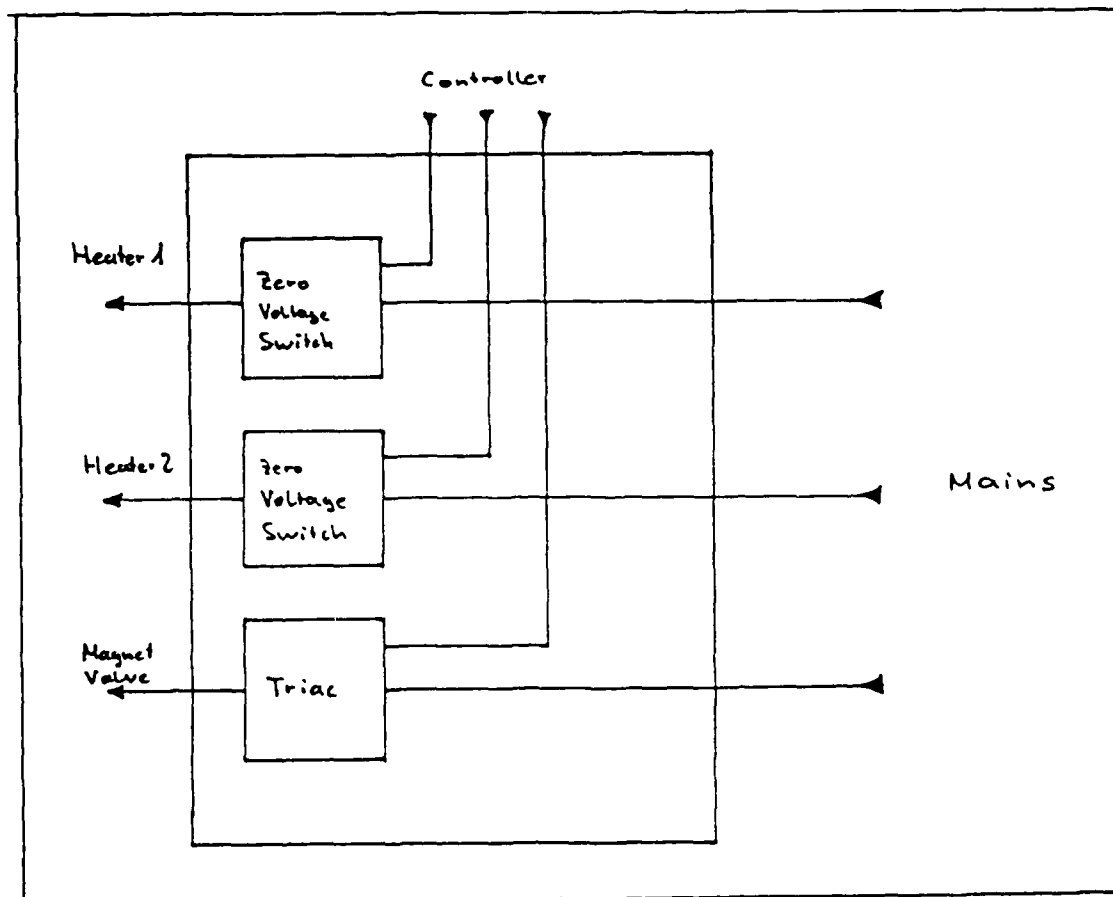 Controller
Heater 1
Zero
Voltage
Switch
Heater 2
Zero
Voltage
Switch
Mains
Magnet
Valve
Triac